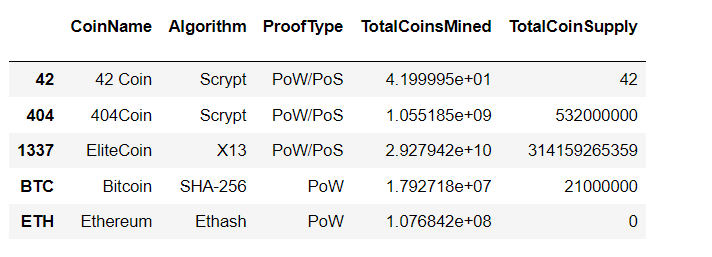 CoinName Algorithm ProofType TotalCoinsMined TotalCoinSupply
42 42 Coin Scrypt PoW/PoS 4.199995e+01 42
404 404Coin Scrypt PoW/PoS 1.055185e+09 532000000
1337 EliteCoin X13 PoW/PoS 2.927942e+10 314159265359
BTC Bitcoin SHA-256 PoW 1.792718e+07 21000000
ETH Ethereum Ethash PoW 1.076842e+08 0